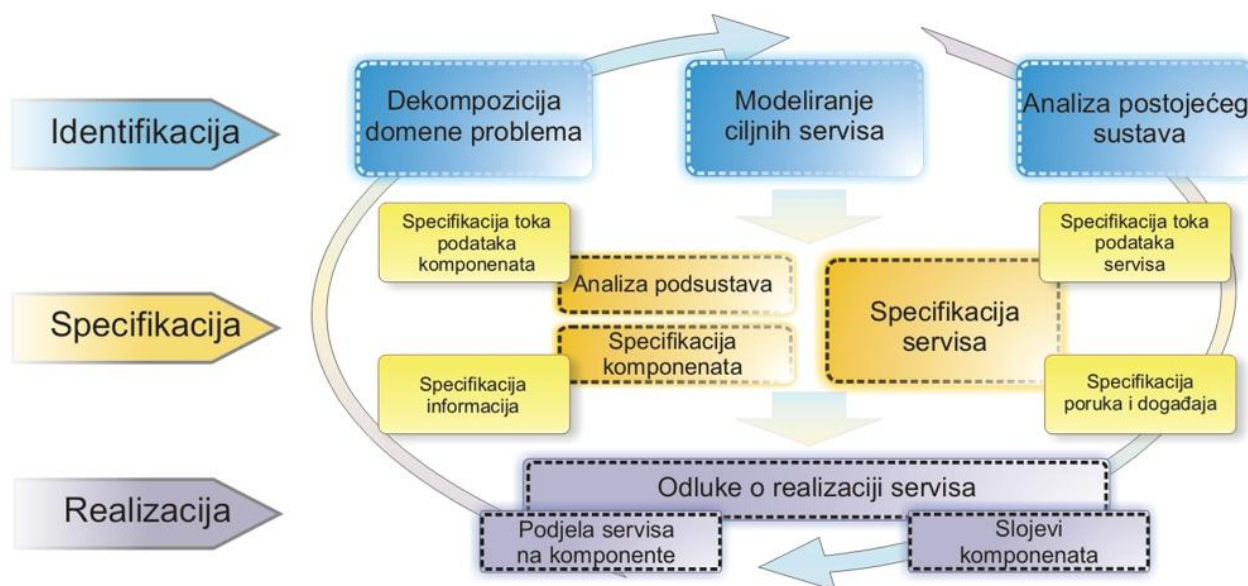 Identifikacija
Dekompozicija
domene problema
Modeliranje
ciljnih servisa
Analiza postojećeg
sustava
Specifikacija
Specifikacija toka
podataka
komponenata
Analiza podsustava
Specifikacija
komponenata
Specifikacija
informacija
Specifikacija
servisa
Specifikacija toka
podataka
servisa
Specifikacija
poruka i događaja
Realizacija
Odluke o realizaciji servisa
Podjela servisa
na komponente
Slojevi
komponenata